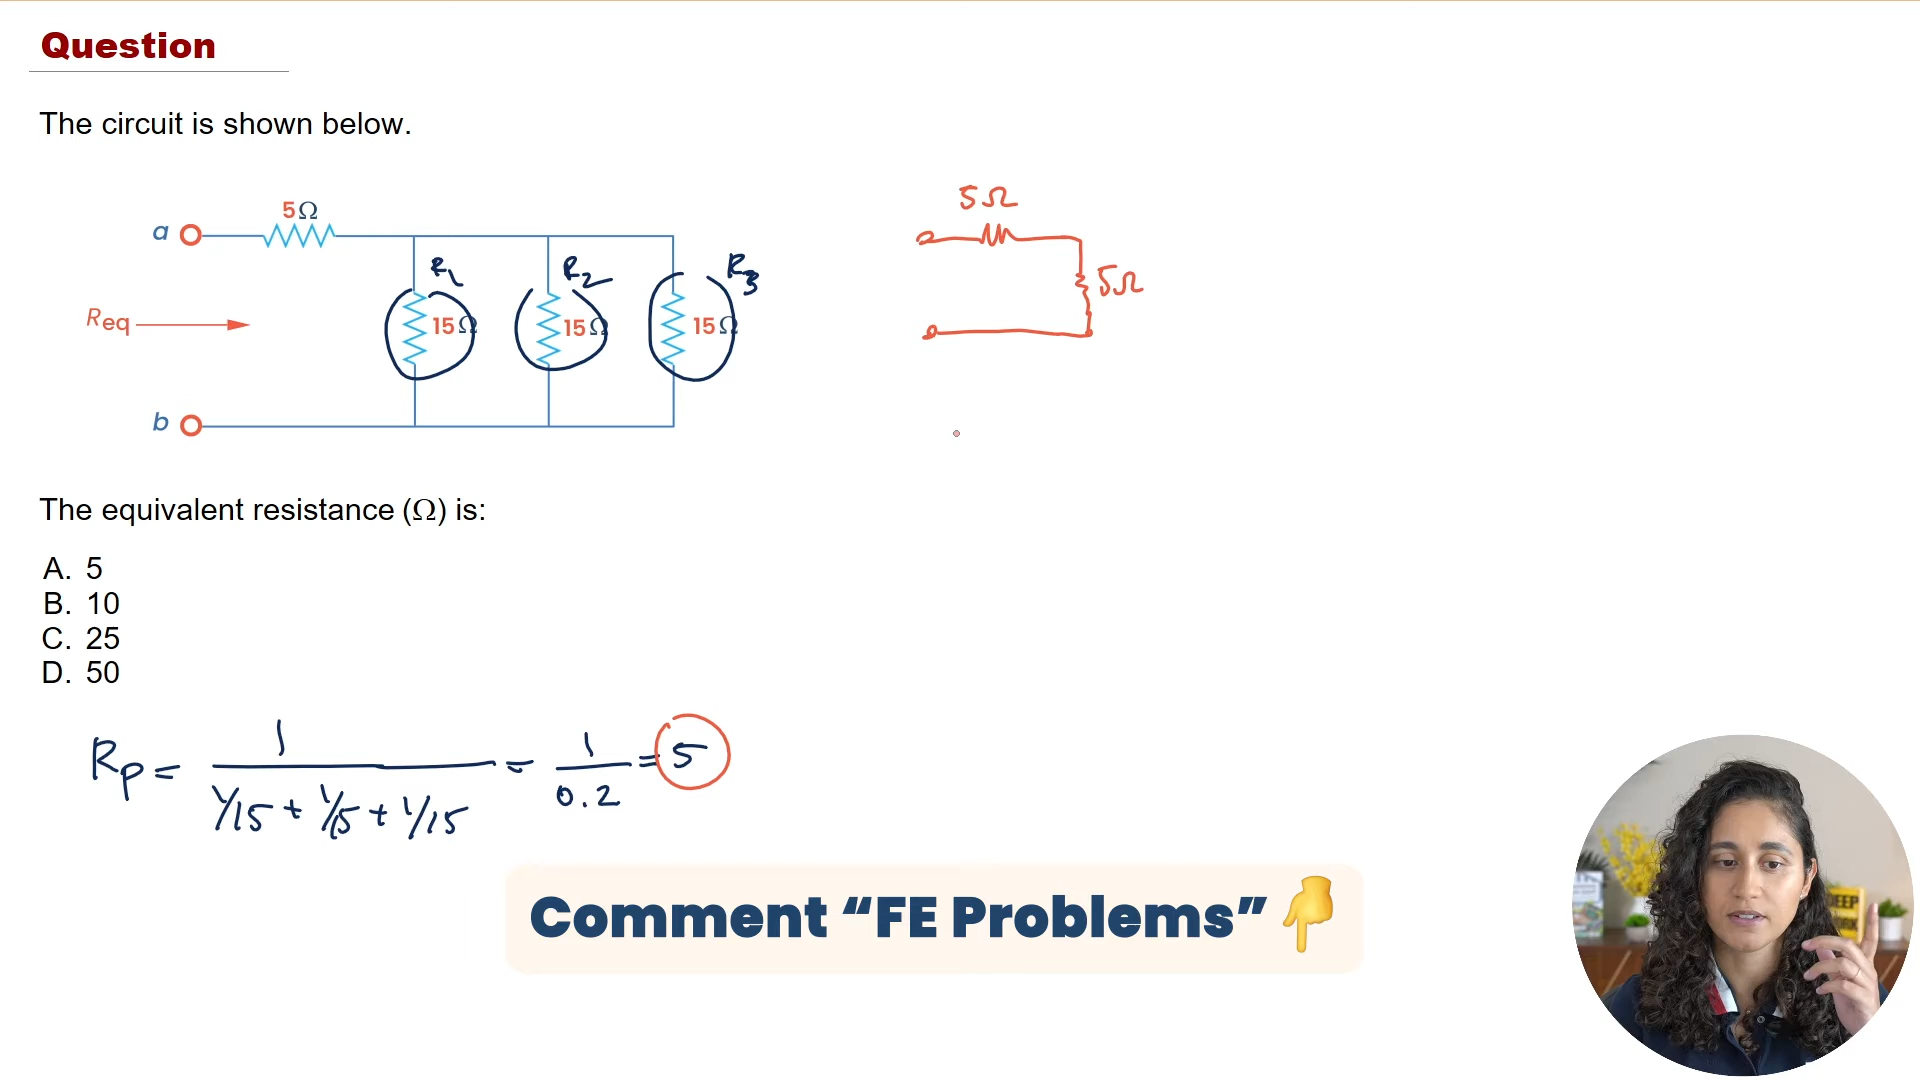 Question
The circuit is shown below.
5Ω
a
R₁
R₂
R₃
Req
15Ω
15Ω
15Ω
b
5Ω
5Ω
The equivalent resistance (Ω) is:
A. 5
B. 10
C. 25
D. 50
Rp = 1 / (1/15 + 1/15 + 1/15) = 1 / 0.2 = 5
Comment “FE Problems”
DEEP